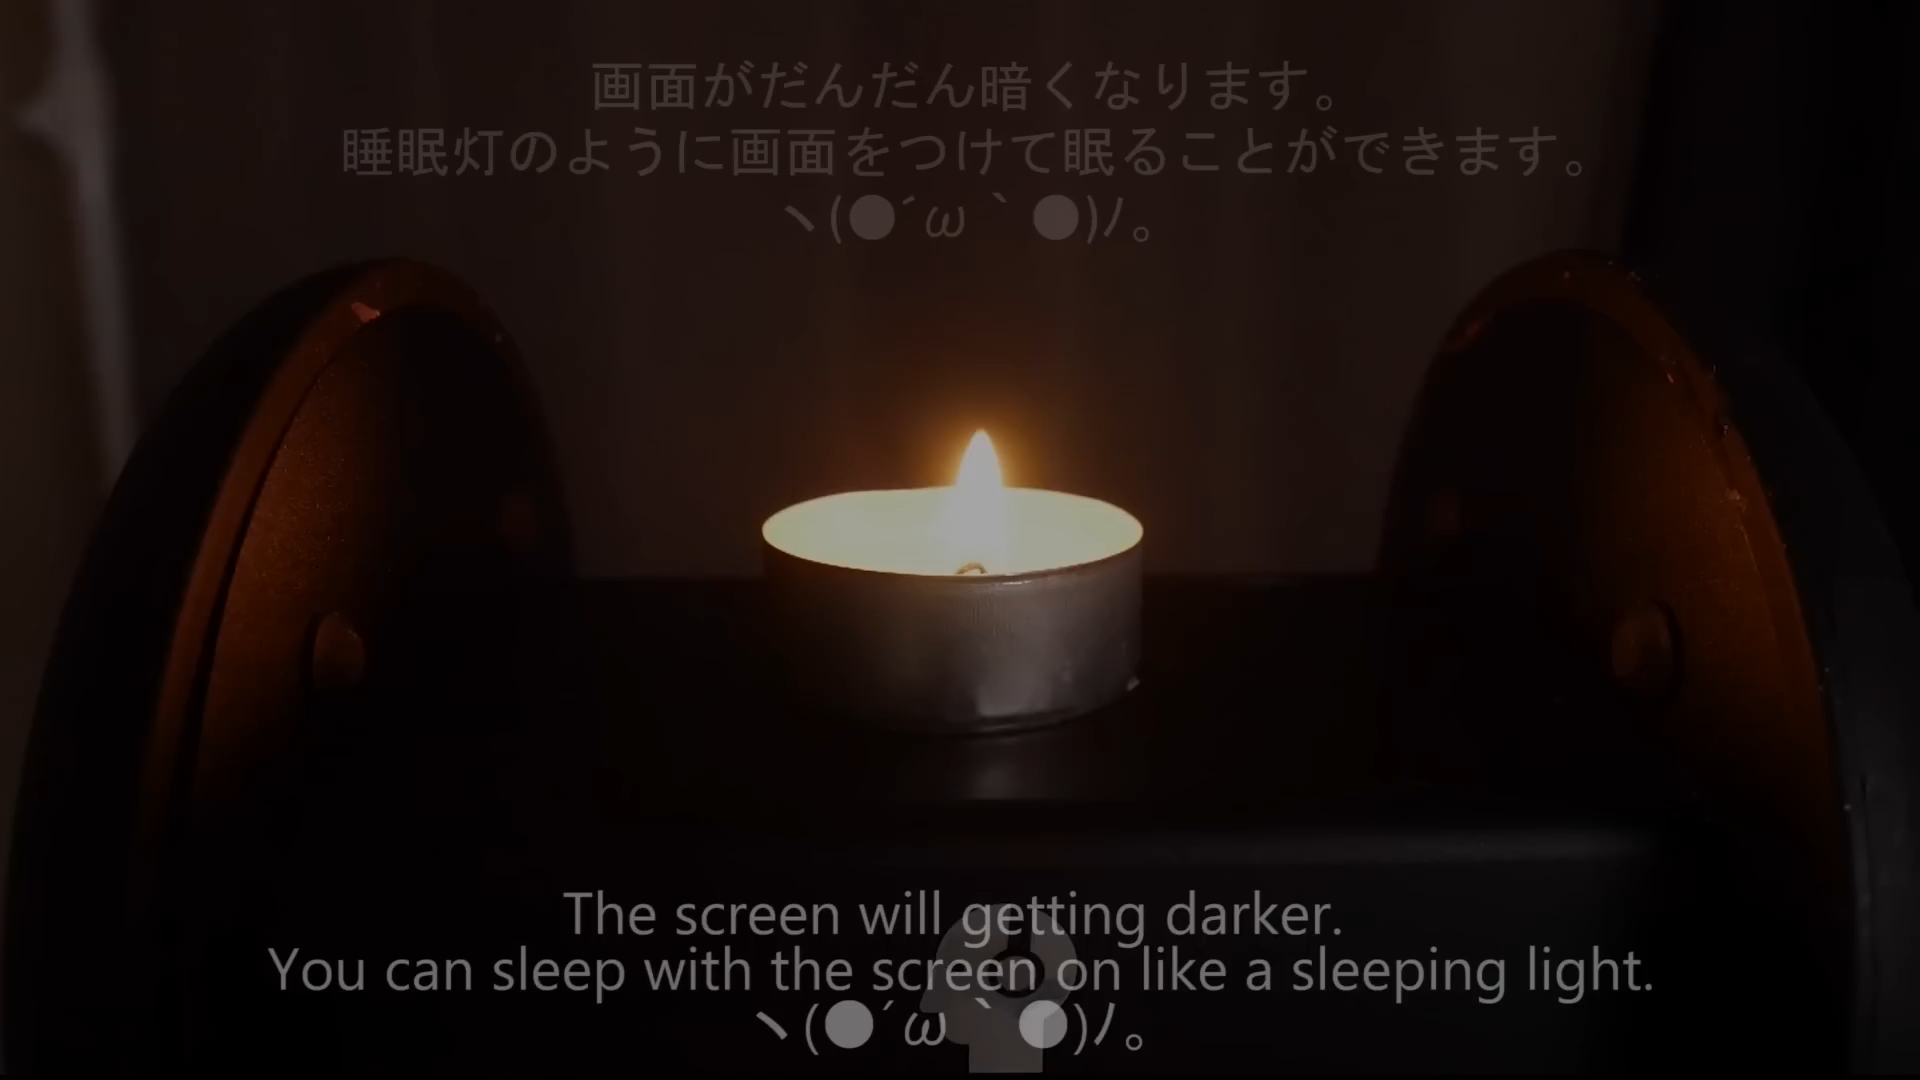 画面がだんだん暗くなります。
睡眠灯のように画面をつけて眠ることができます。
ヽ(●´ω｀●)ﾉ。
The screen will getting darker.
You can sleep with the screen on like a sleeping light.
ヽ(●´ω｀●)ﾉ。